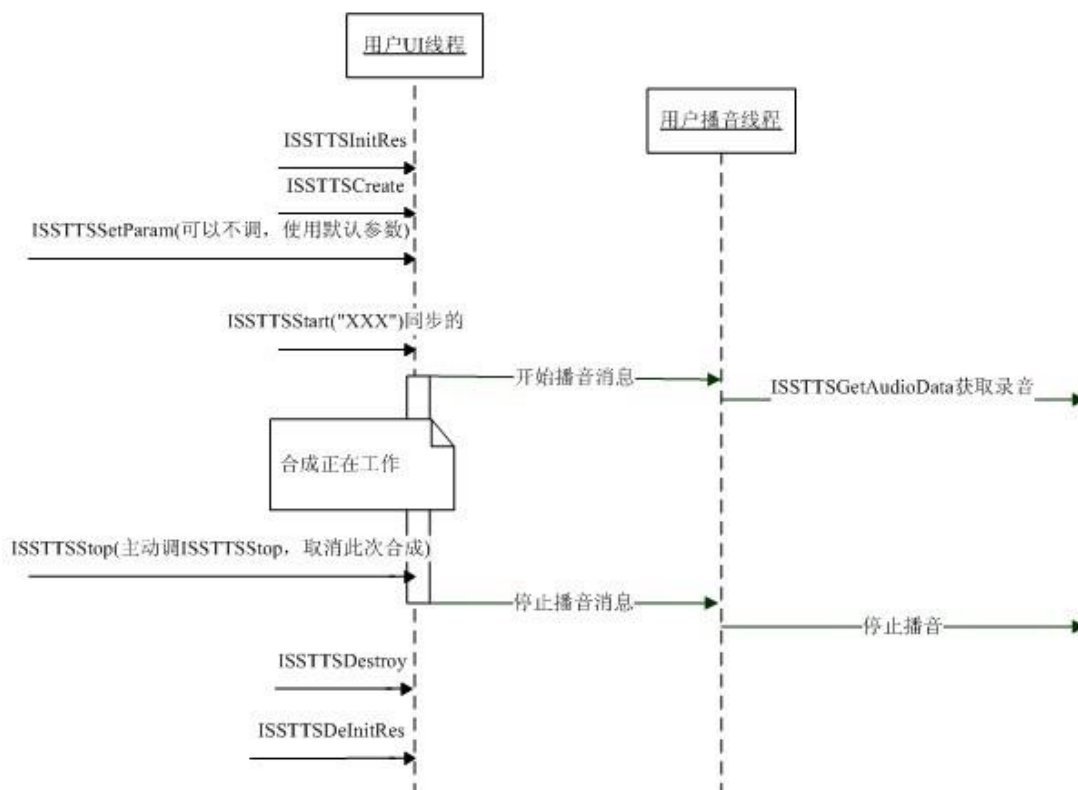 用户UI线程
用户播音线程
ISSTTSInitRes
ISSTTSCreate
ISSTTSSetParam(可以不调，使用默认参数)
ISSTTSStart("XXX")同步的
开始播音消息
ISSTTSGetAudioData获取录音
合成正在工作
ISSTTSStop(主动调ISSTTSStop，取消此次合成)
停止播音消息
停止播音
ISSTTSDestroy
ISSTTSDeInitRes